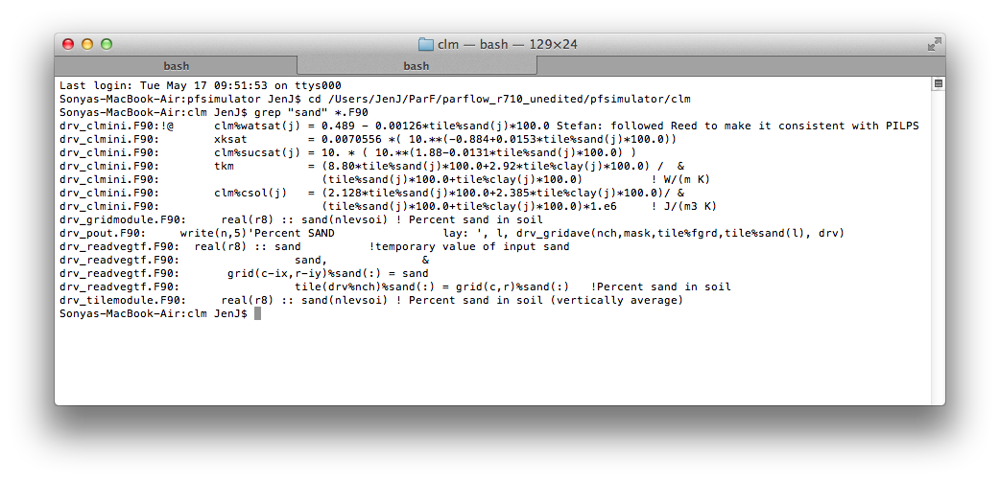 clm — bash — 129×24
bash bash
Last login: Tue May 17 09:51:53 on ttys000
Sonyas-MacBook-Air:pfsimulator JenJ$ cd /Users/JenJ/ParF/parflow_r710_unedited/pfsimulator/clm
Sonyas-MacBook-Air:clm JenJ$ grep "sand" *.F90
drv_clmini.F90:!@      clm%watsat(j) = 0.489 - 0.00126*tile%sand(j)*100.0 Stefan: followed Reed to make it consistent with PILPS
drv_clmini.F90:        xksat         = 0.0070556 *( 10.**(-0.884+0.0153*tile%sand(j)*100.0))
drv_clmini.F90:        clm%sucsat(j) = 10. * ( 10.**(1.88-0.0131*tile%sand(j)*100.0) )
drv_clmini.F90:        tkm           = (8.80*tile%sand(j)*100.0+2.92*tile%clay(j)*100.0) /  &
drv_clmini.F90:                        (tile%sand(j)*100.0+tile%clay(j)*100.0)          ! W/(m K)
drv_clmini.F90:        clm%csol(j)   = (2.128*tile%sand(j)*100.0+2.385*tile%clay(j)*100.0)/ &
drv_clmini.F90:                        (tile%sand(j)*100.0+tile%clay(j)*100.0)*1.e6     ! J/(m3 K)
drv_gridmodule.F90:     real(r8) :: sand(nlevsoi) ! Percent sand in soil
drv_pout.F90:     write(n,5)'Percent SAND                lay: ', l, drv_gridave(nch,mask,tile%fgrd,tile%sand(l), drv)
drv_readvegtf.F90:  real(r8) :: sand          !temporary value of input sand
drv_readvegtf.F90:                 sand,              &
drv_readvegtf.F90:       grid(c-ix,r-iy)%sand(:) = sand
drv_readvegtf.F90:                 tile(drv%nch)%sand(:) = grid(c,r)%sand(:)   !Percent sand in soil
drv_tilemodule.F90:     real(r8) :: sand(nlevsoi) ! Percent sand in soil (vertically average)
Sonyas-MacBook-Air:clm JenJ$